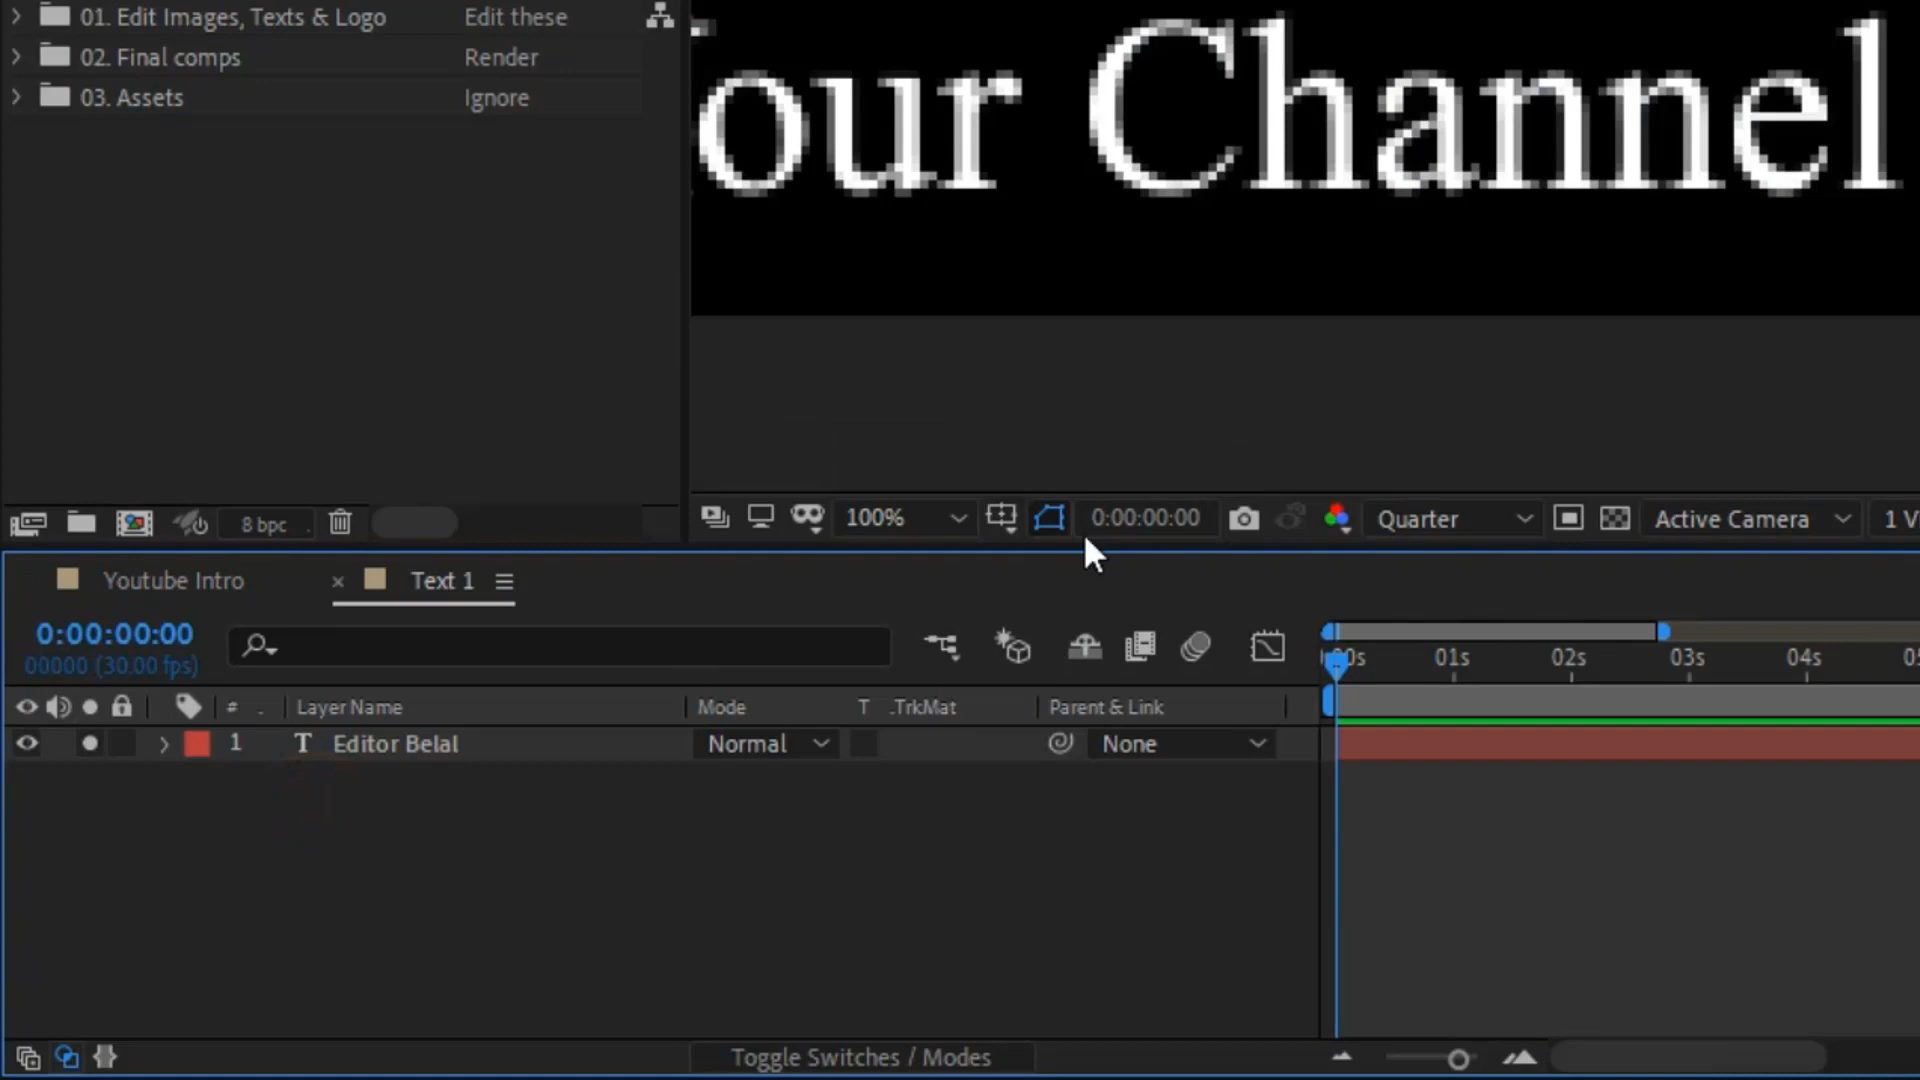 01. Edit Images, Texts & Logo Edit these
02. Final comps Render
03. Assets Ignore
our Channel
8 bpc
100%
0:00:00:00
Quarter
Active Camera
1 V
Youtube Intro
× Text 1
0:00:00:00
00000 (30.00 fps)
01s 02s 03s 04s
# Layer Name Mode T .TrkMat Parent & Link
1 T Editor Belal Normal None
Toggle Switches / Modes